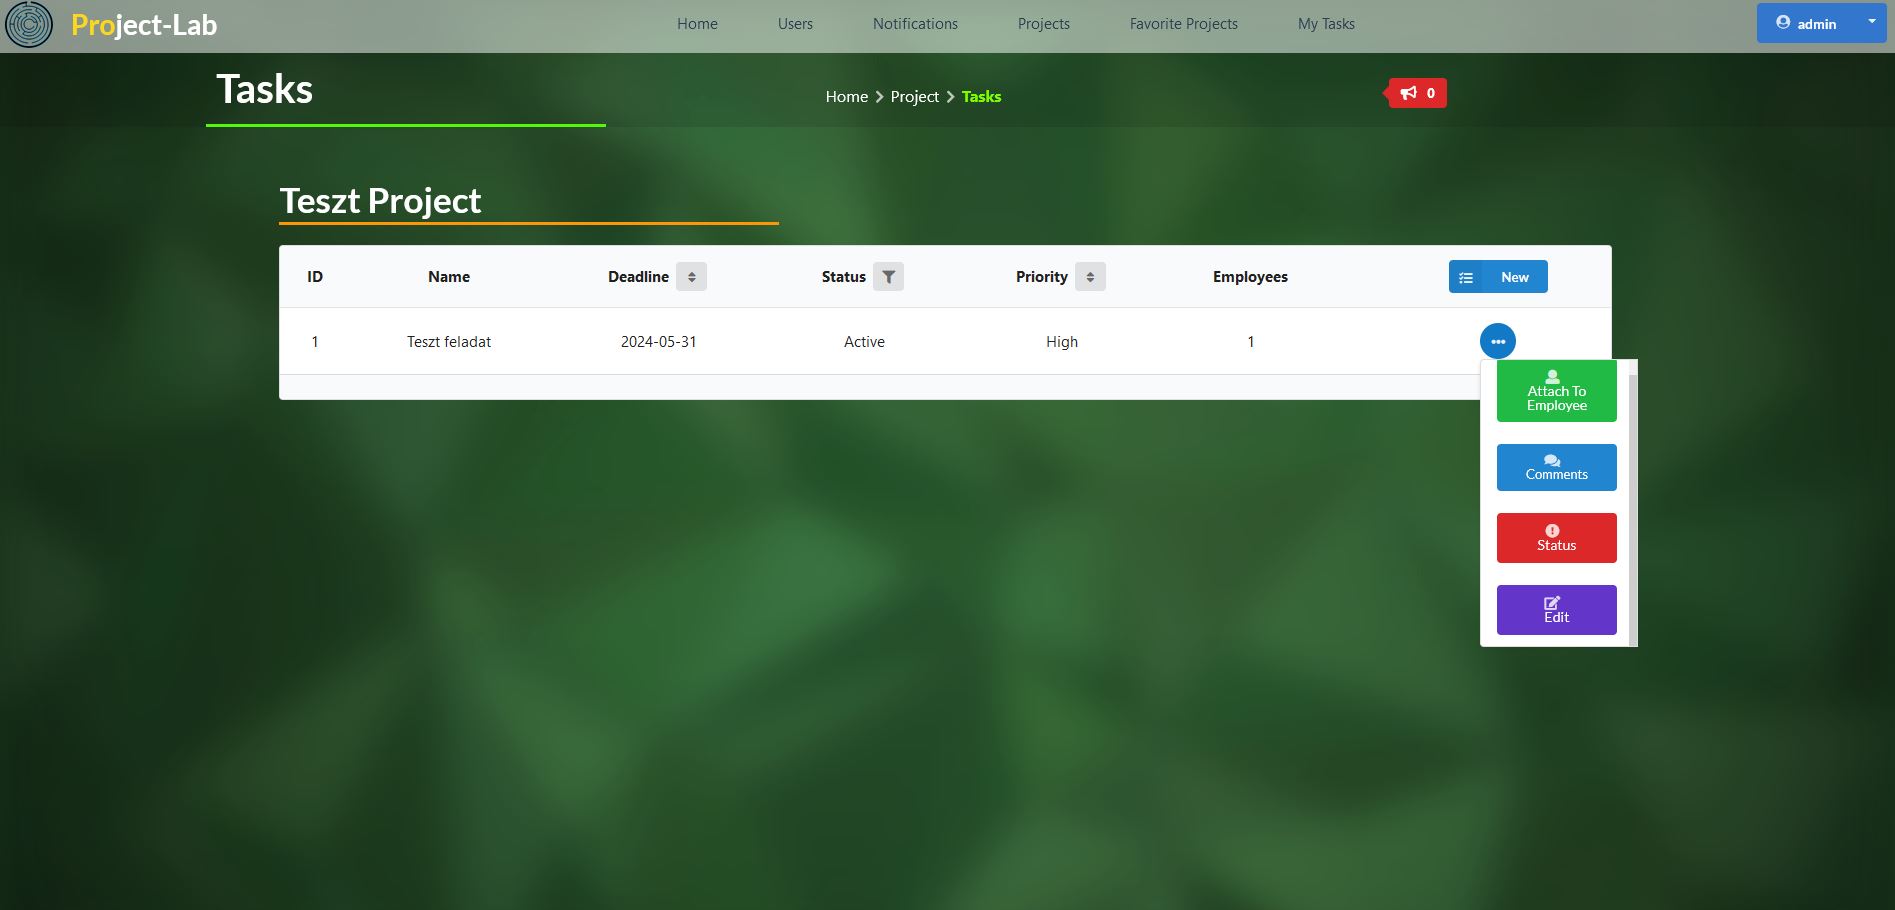 Project-Lab
Home Users Notifications Projects Favorite Projects My Tasks
admin
Tasks
Home Project Tasks
0
Teszt Project
ID Name Deadline Status Priority Employees New
1 Teszt feladat 2024-05-31 Active High 1
Attach To
Employee
Comments
Status
Edit